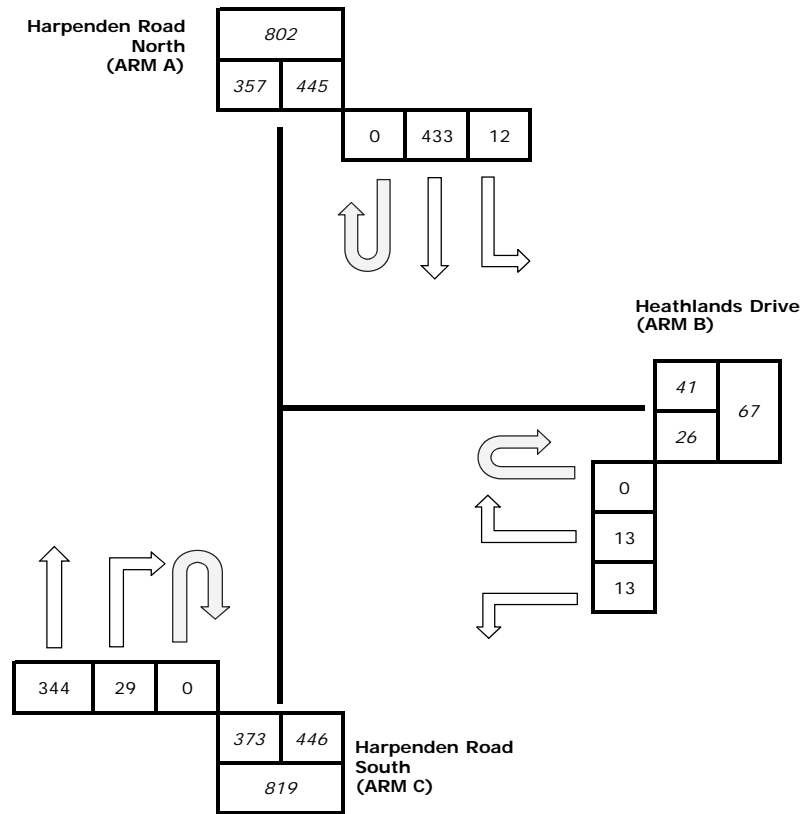 Harpenden Road
North
(ARM A)
802
357 445
0 433 12
Heathlands Drive
(ARM B)
41
67
26
0
13
13
344 29 0
373 446
819
Harpenden Road
South
(ARM C)